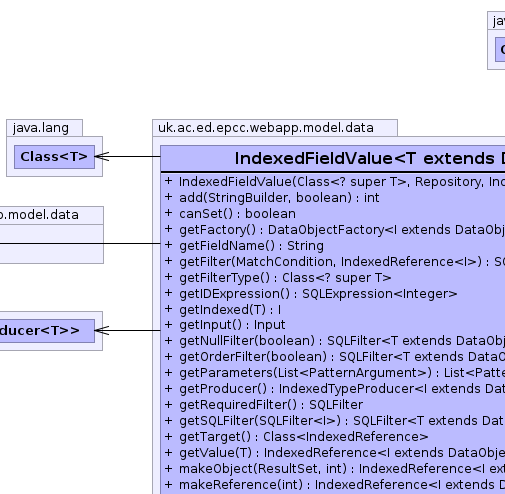 ja
java.lang
uk.ac.ed.epcc.webapp.model.data
Class<T>
IndexedFieldValue<T extends D
+ IndexedFieldValue(Class<? super T>, Repository, Ind
+ add(StringBuilder, boolean) : int
+ canSet() : boolean
.model.data
+ getFactory() : DataObjectFactory<I extends DataObj
+ getFieldName() : String
+ getFilter(MatchCondition, IndexedReference<I>) : SQ
+ getFilterType() : Class<? super T>
+ getIDExpression() : SQLExpression<Integer>
+ getIndexed(T) : I
+ getInput() : Input
ducer<T>>
+ getNullFilter(boolean) : SQLFilter<T extends DataObj
+ getOrderFilter(boolean) : SQLFilter<T extends DataO
+ getParameters(List<PatternArgument>) : List<Patte
+ getProducer() : IndexedTypeProducer<I extends Dat
+ getRequiredFilter() : SQLFilter
+ getSQLFilter(SQLFilter<I>) : SQLFilter<T extends Dat
+ getTarget() : Class<IndexedReference>
+ getValue(T) : IndexedReference<I extends DataObje
+ makeObject(ResultSet, int) : IndexedReference<I ext
+ makeReference(int) : IndexedReference<I extends D